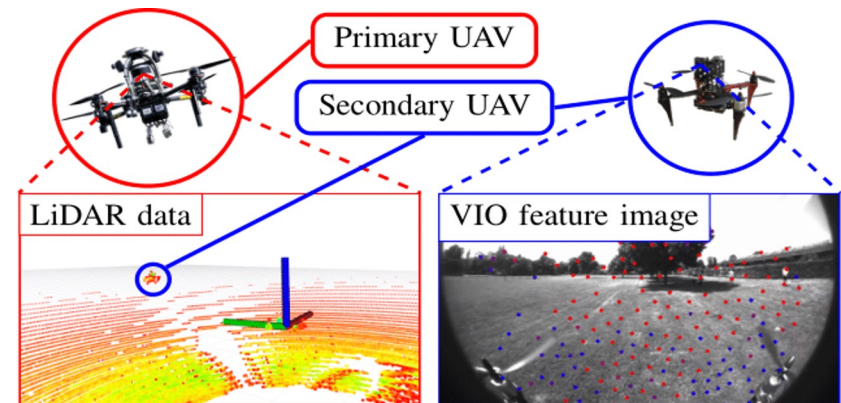 Primary UAV
Secondary UAV
LiDAR data
VIO feature image